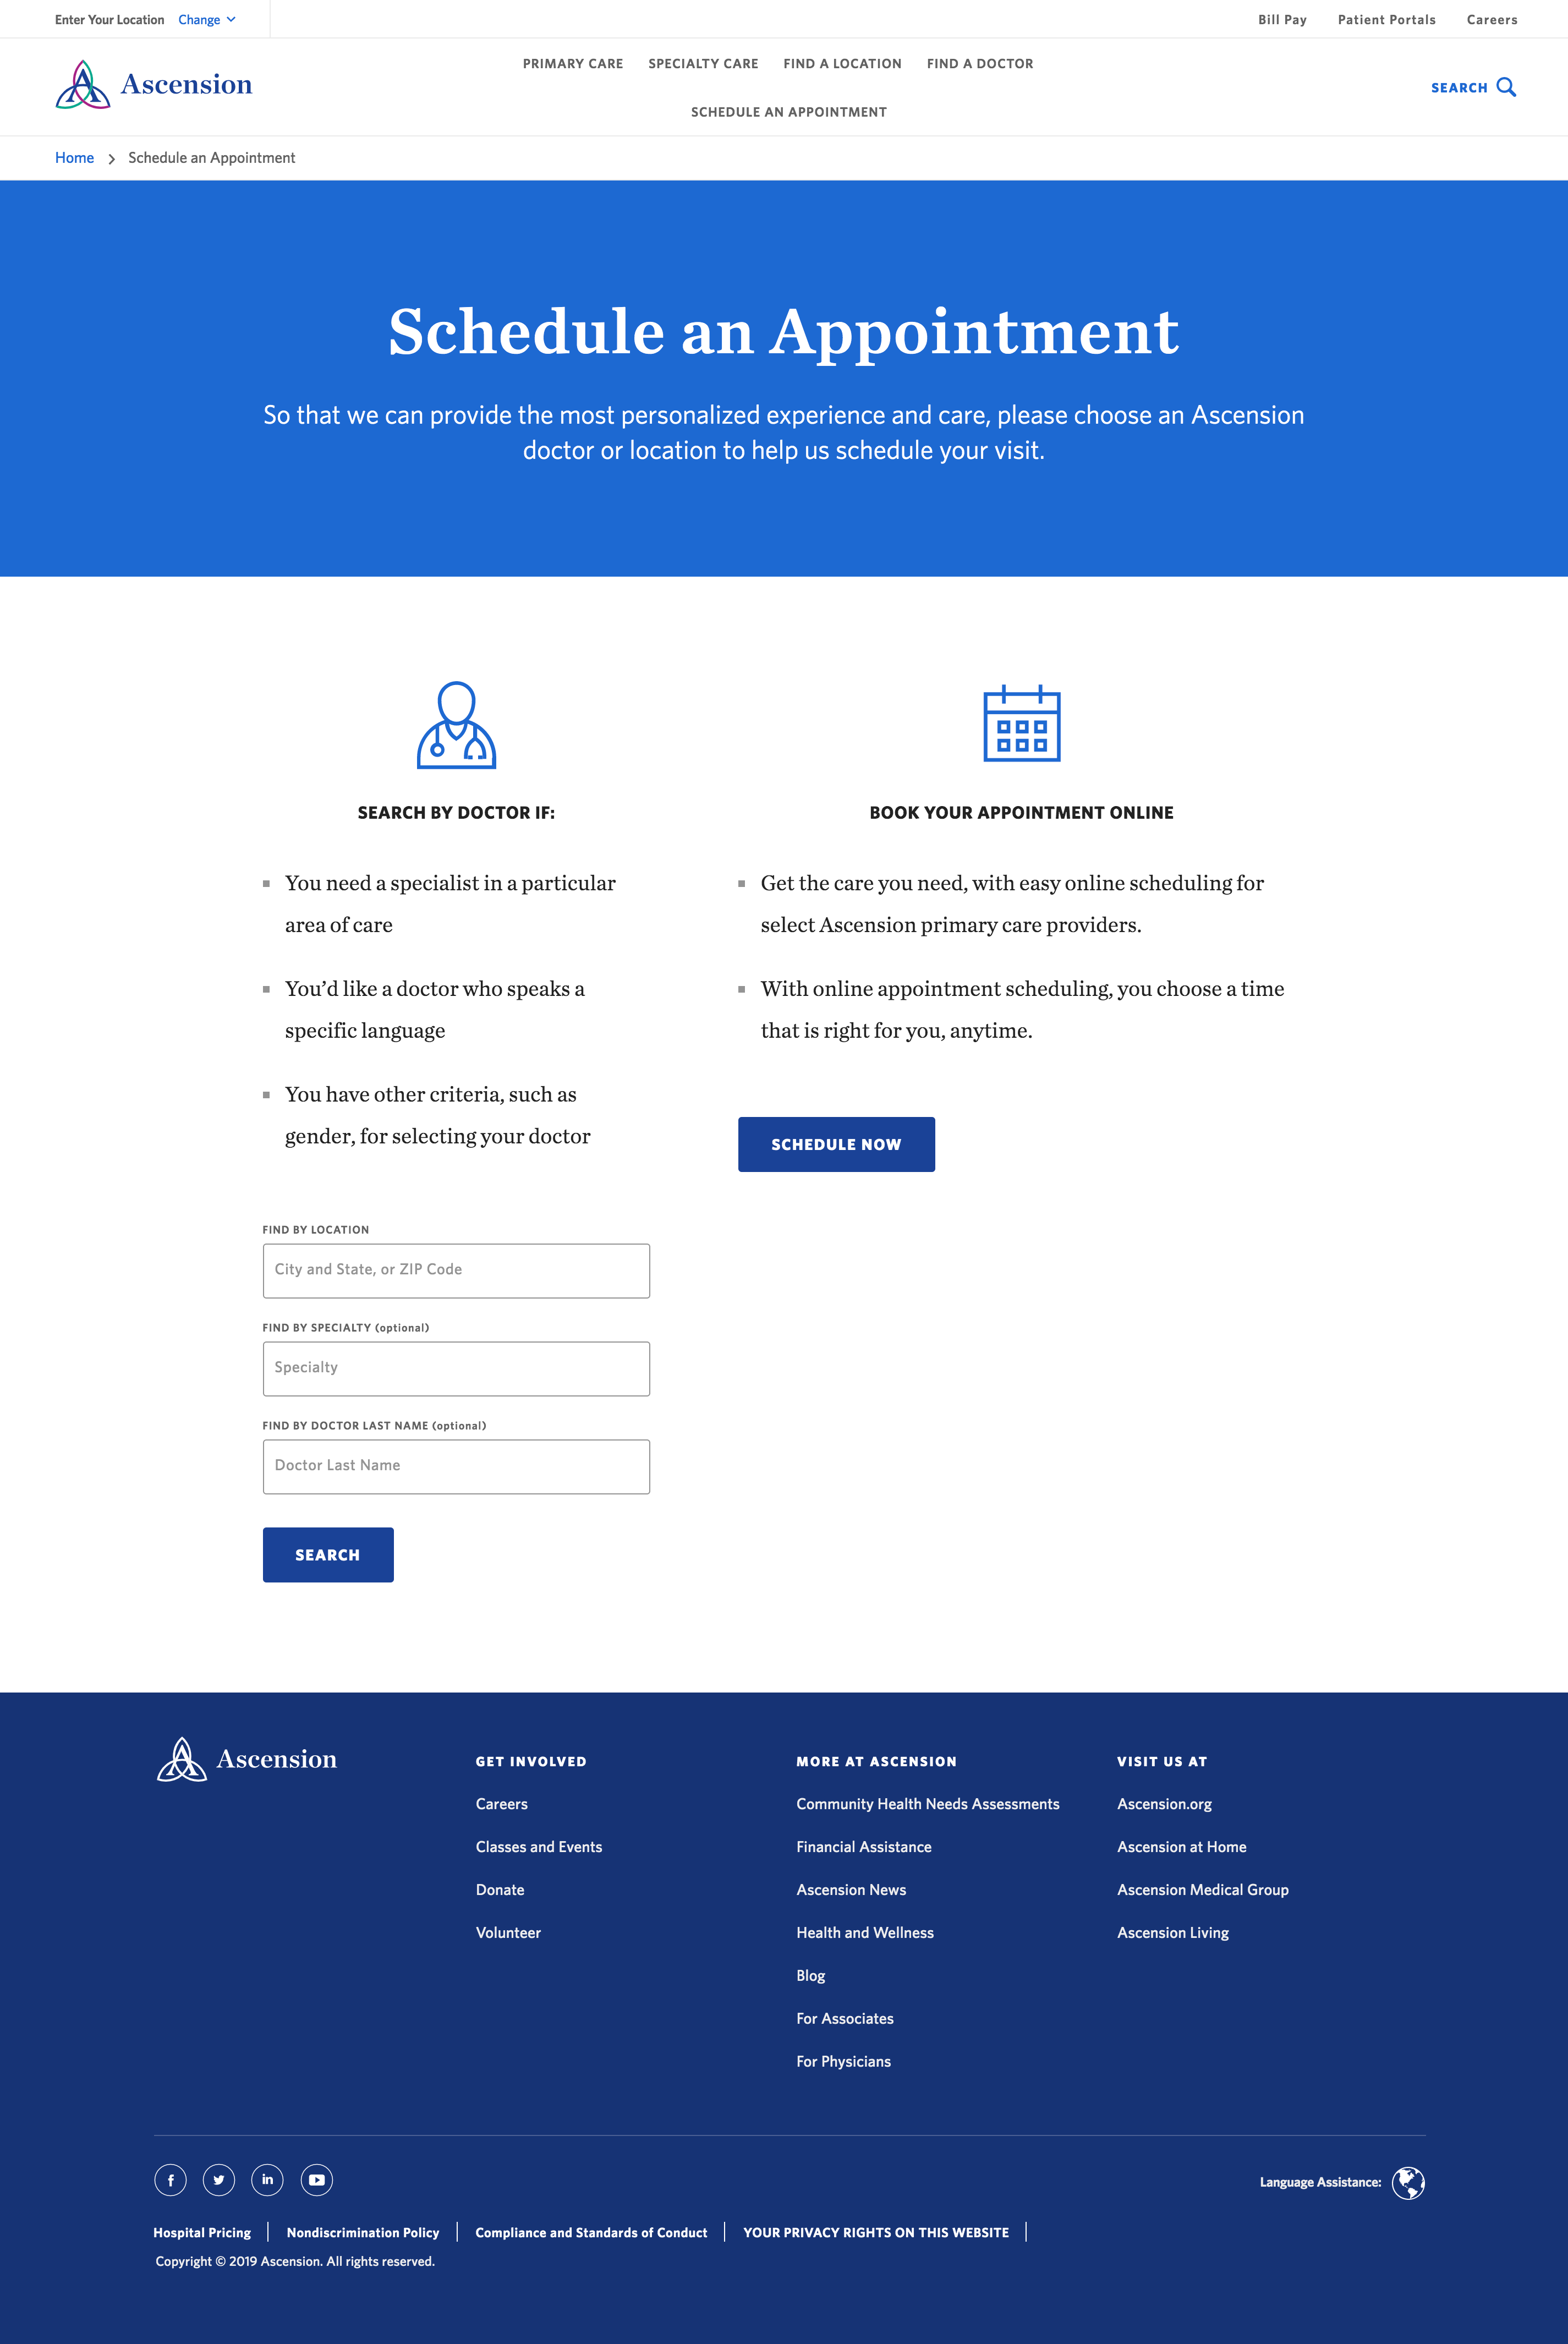 Enter Your Location Change
Bill Pay Patient Portals Careers
Ascension
PRIMARY CARE SPECIALTY CARE FIND A LOCATION FIND A DOCTOR
SCHEDULE AN APPOINTMENT
SEARCH
Home Schedule an Appointment
Schedule an Appointment
So that we can provide the most personalized experience and care, please choose an Ascension
doctor or location to help us schedule your visit.
SEARCH BY DOCTOR IF:
You need a specialist in a particular
area of care
You’d like a doctor who speaks a
specific language
You have other criteria, such as
gender, for selecting your doctor
FIND BY LOCATION
City and State, or ZIP Code
FIND BY SPECIALTY (optional)
Specialty
FIND BY DOCTOR LAST NAME (optional)
Doctor Last Name
SEARCH
BOOK YOUR APPOINTMENT ONLINE
Get the care you need, with easy online scheduling for
select Ascension primary care providers.
With online appointment scheduling, you choose a time
that is right for you, anytime.
SCHEDULE NOW
Ascension
GET INVOLVED
Careers
Classes and Events
Donate
Volunteer
MORE AT ASCENSION
Community Health Needs Assessments
Financial Assistance
Ascension News
Health and Wellness
Blog
For Associates
For Physicians
VISIT US AT
Ascension.org
Ascension at Home
Ascension Medical Group
Ascension Living
Language Assistance:
Hospital Pricing Nondiscrimination Policy Compliance and Standards of Conduct YOUR PRIVACY RIGHTS ON THIS WEBSITE
Copyright © 2019 Ascension. All rights reserved.